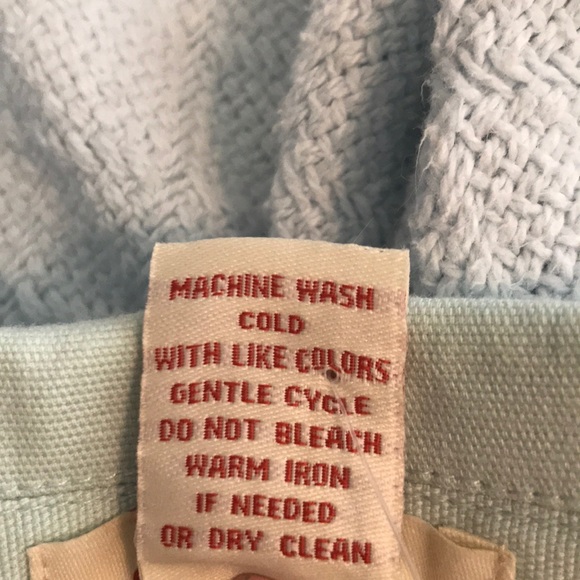 MACHINE WASH
COLD
WITH LIKE COLORS
GENTLE CYCLE
DO NOT BLEACH
WARM IRON
IF NEEDED
OR DRY CLEAN